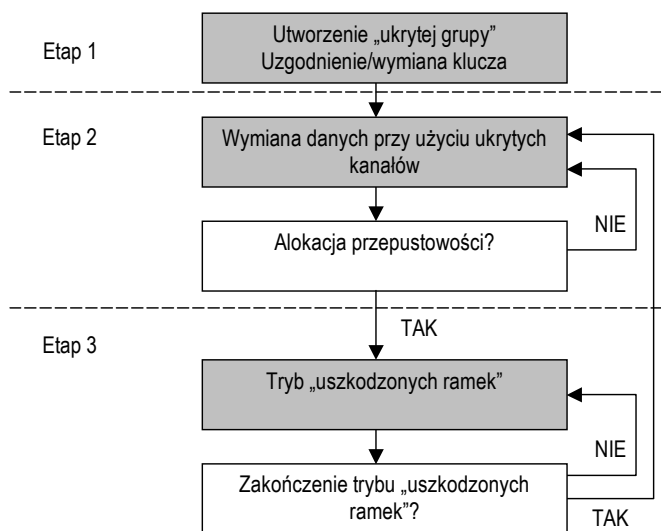 Etap 1
Utworzenie „ukrytej grupy”
Uzgodnienie/wymiana klucza
Etap 2
Wymiana danych przy użyciu ukrytych
kanałów
NIE
Alokacja przepustowości?
TAK
Etap 3
Tryb „uszkodzonych ramek”
NIE
Zakończenie trybu „uszkodzonych
ramek”?
TAK